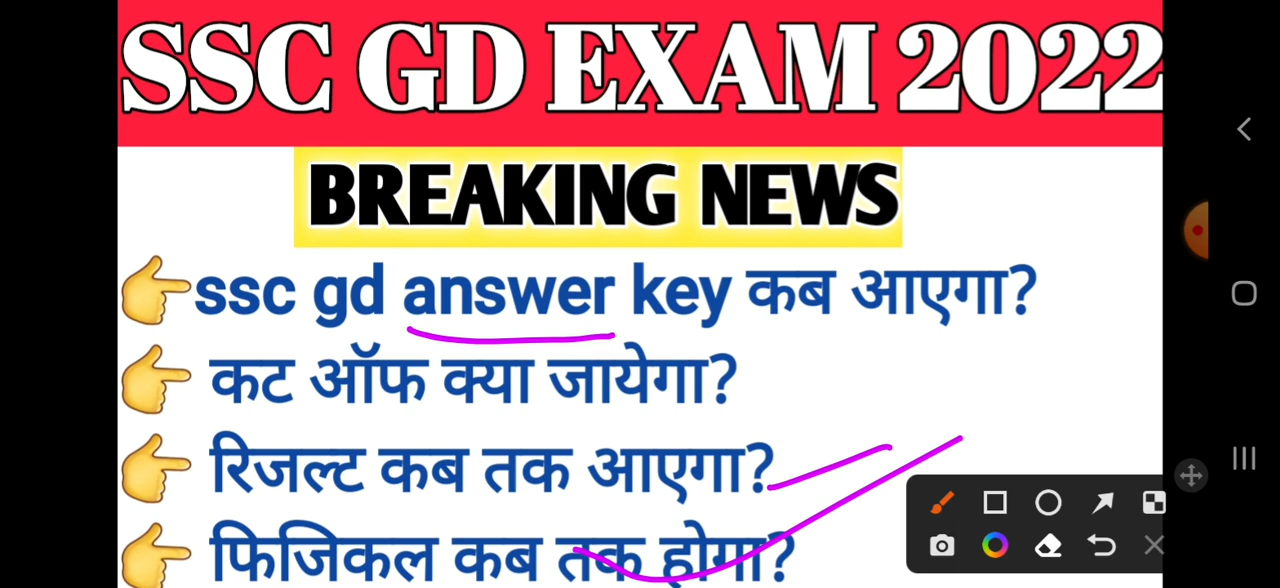 SSC GD EXAM 2022
BREAKING NEWS
👉ssc gd answer key कब आएगा?
👉 कट ऑफ क्या जायेगा?
👉 रिजल्ट कब तक आएगा?
👉 फिजिकल कब तक होगा?